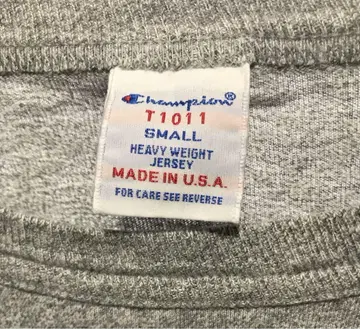 Champion®
T1011
SMALL
HEAVY WEIGHT
JERSEY
MADE IN U.S.A.
FOR CARE SEE REVERSE